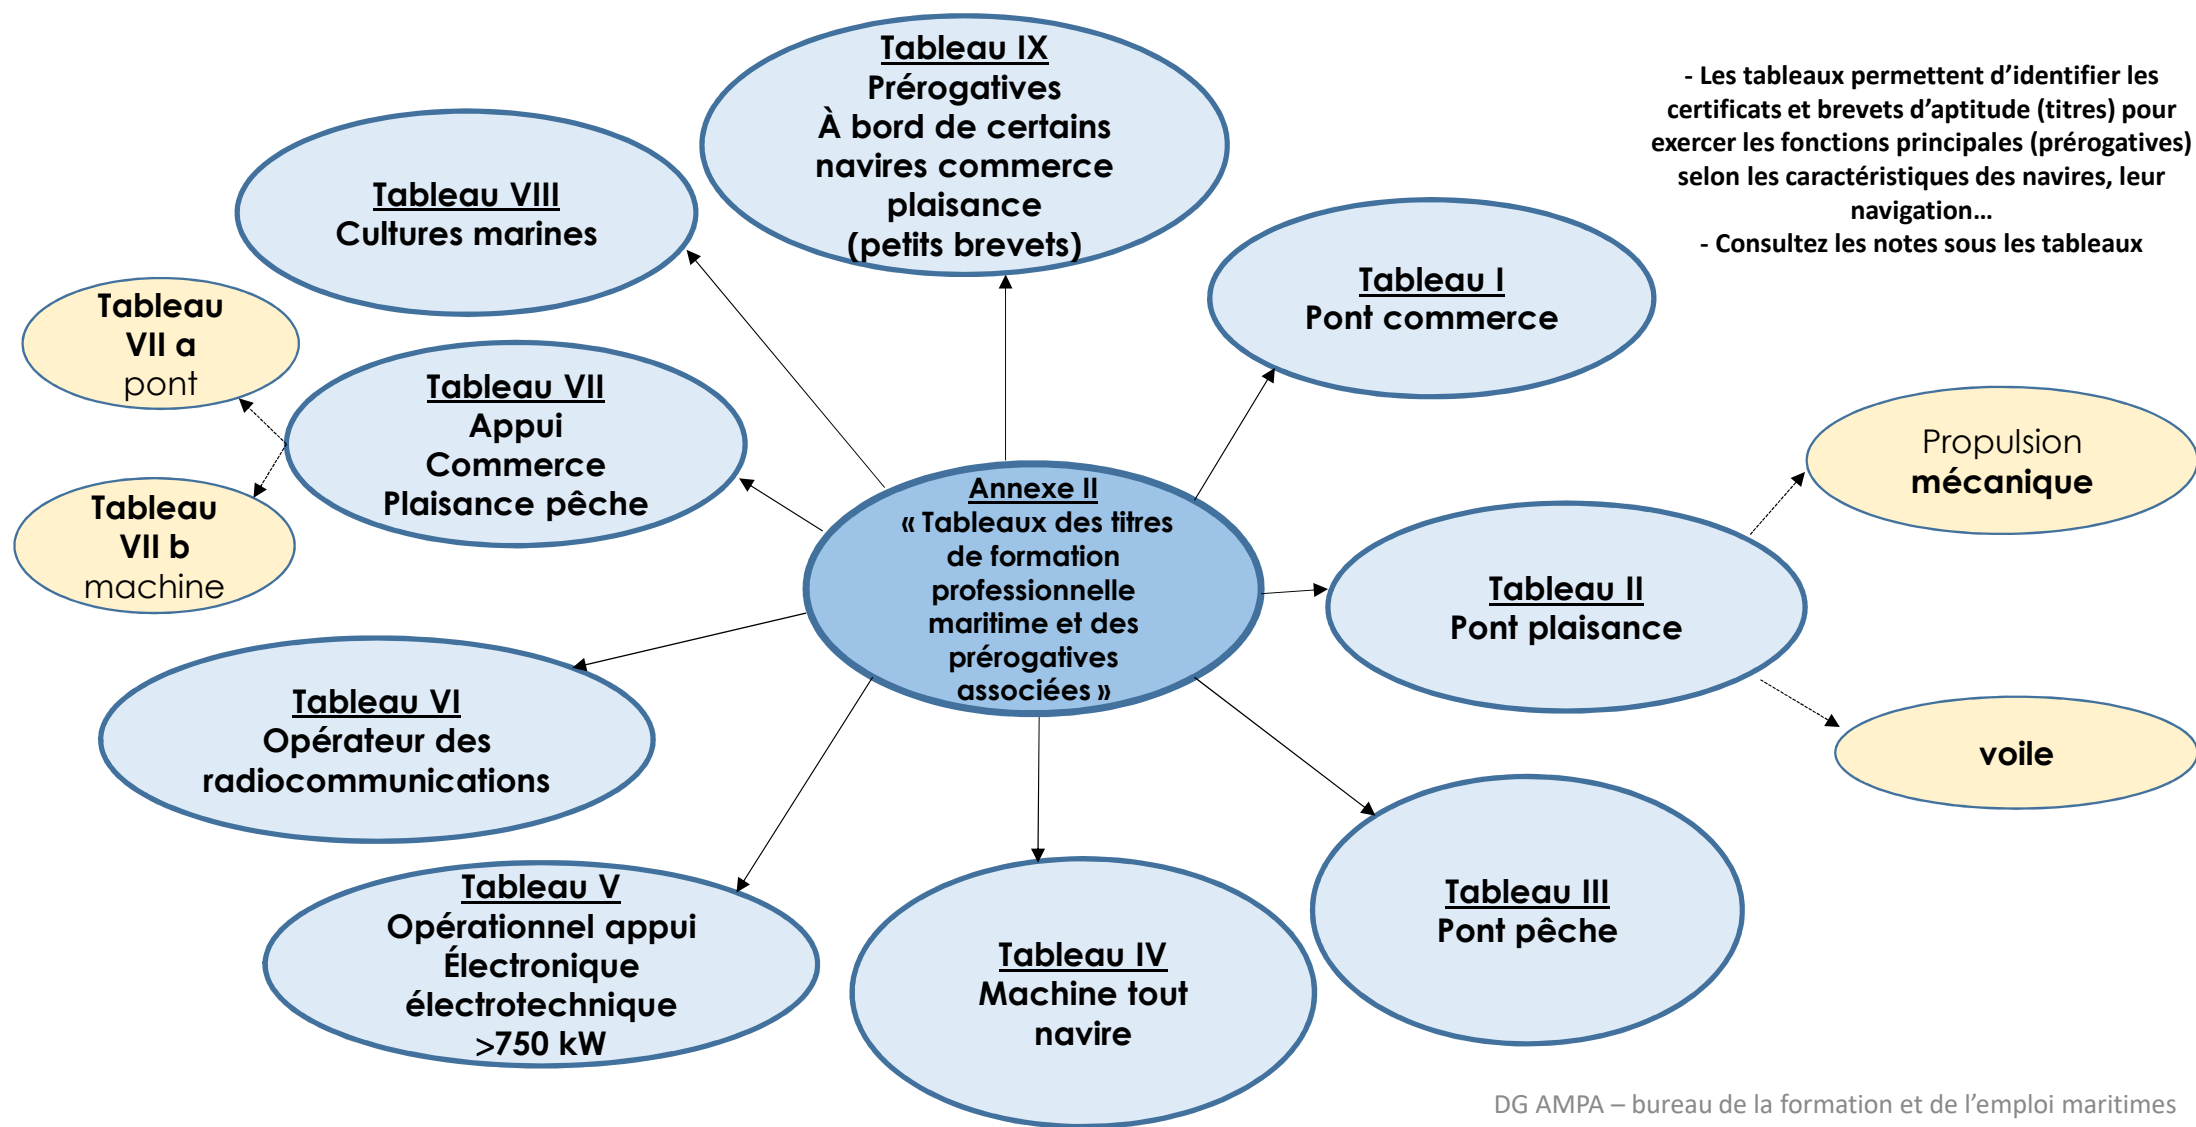 Tableau IX
Prérogatives
À bord de certains
navires commerce
plaisance
(petits brevets)
- Les tableaux permettent d’identifier les
certificats et brevets d’aptitude (titres) pour
exercer les fonctions principales (prérogatives)
selon les caractéristiques des navires, leur
navigation…
- Consultez les notes sous les tableaux
Tableau VIII
Cultures marines
Tableau I
Pont commerce
Tableau
VII a
pont
Tableau VII
Appui
Commerce
Plaisance pêche
Tableau
VII b
machine
Annexe II
« Tableaux des titres
de formation
professionnelle
maritime et des
prérogatives
associées »
Propulsion
mécanique
Tableau II
Pont plaisance
voile
Tableau VI
Opérateur des
radiocommunications
Tableau V
Opérationnel appui
Électronique
électrotechnique
>750 kW
Tableau IV
Machine tout
navire
Tableau III
Pont pêche
DG AMPA – bureau de la formation et de l’emploi maritimes